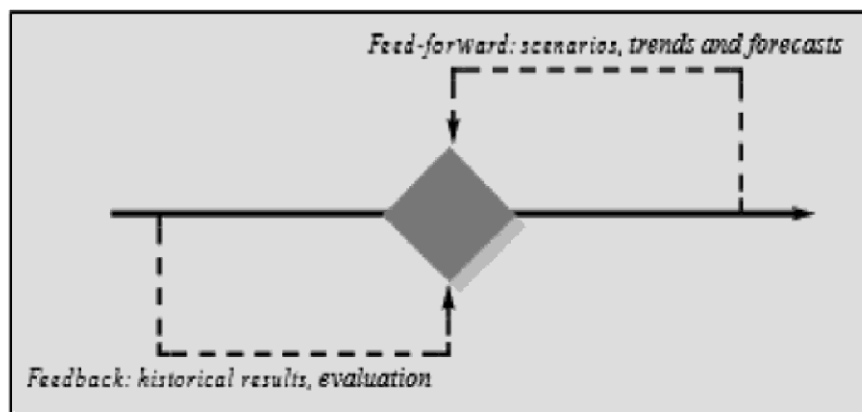 Feed-forward: scenarios, trends and forecasts
Feedback: historical results, evaluation